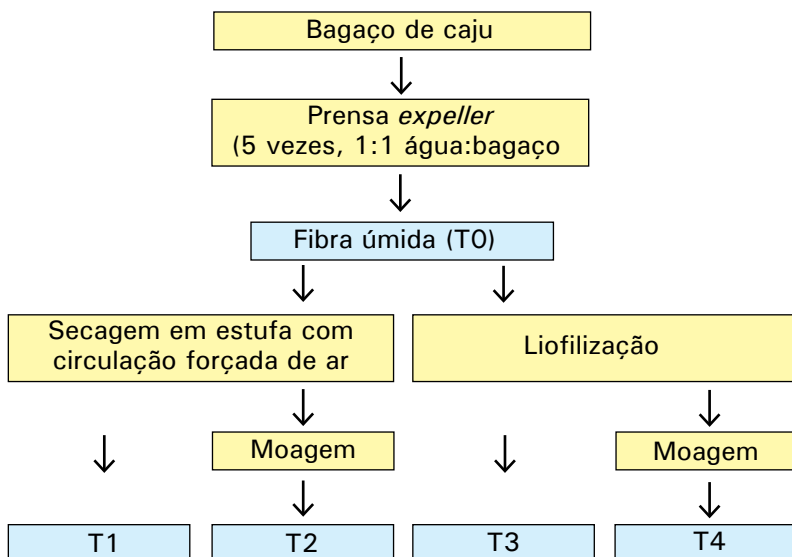 Bagaço de caju
Prensa expeller
(5 vezes, 1:1 água:bagaço
Fibra úmida (T0)
Secagem em estufa com
circulação forçada de ar
Liofilização
Moagem
Moagem
T1
T2
T3
T4